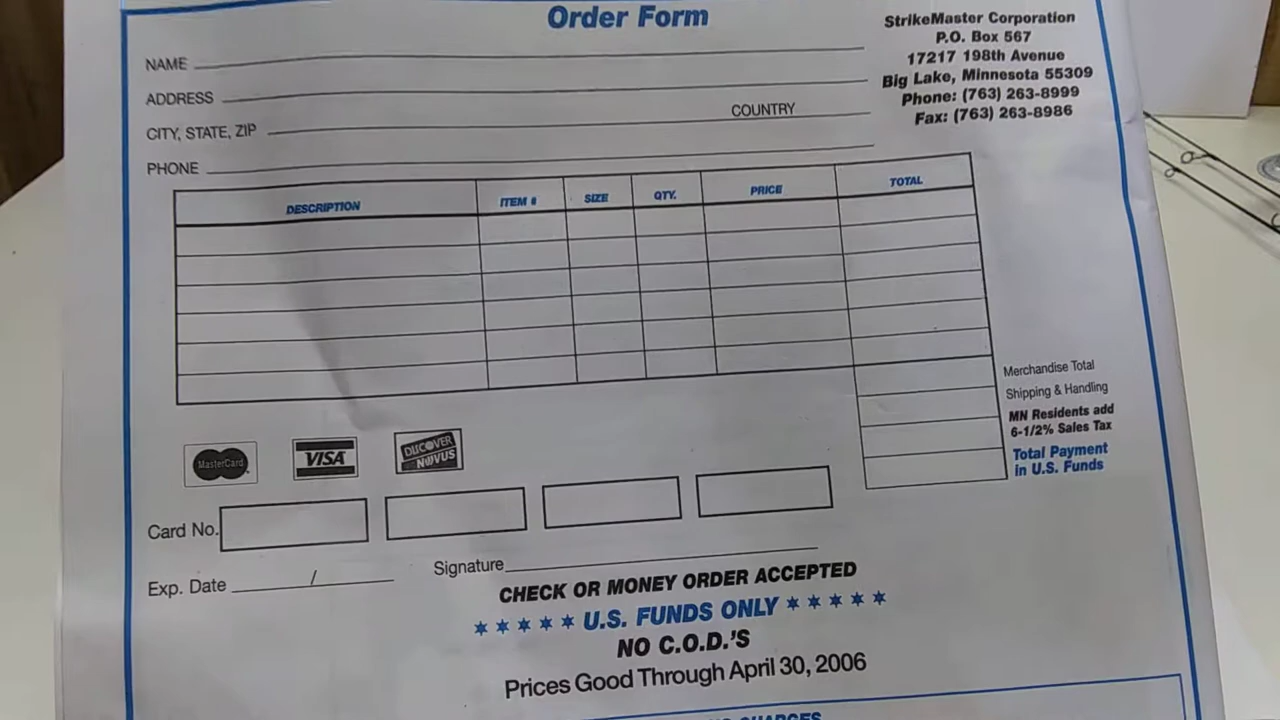 Order Form
StrikeMaster Corporation
P.O. Box 567
17217 198th Avenue
Big Lake, Minnesota 55309
Phone: (763) 263-8999
Fax: (763) 263-8986
NAME
ADDRESS
CITY, STATE, ZIP COUNTRY
PHONE
DESCRIPTION ITEM # SIZE QTY. PRICE TOTAL
Merchandise Total
Shipping & Handling
MN Residents add
6-1/2% Sales Tax
Total Payment
in U.S. Funds
MasterCard VISA DISCOVER
NOVUS
Card No.
Exp. Date / Signature
CHECK OR MONEY ORDER ACCEPTED
✶ ✶ ✶ ✶ ✶ U.S. FUNDS ONLY ✶ ✶ ✶ ✶ ✶
NO C.O.D.'S
Prices Good Through April 30, 2006
CHARGES